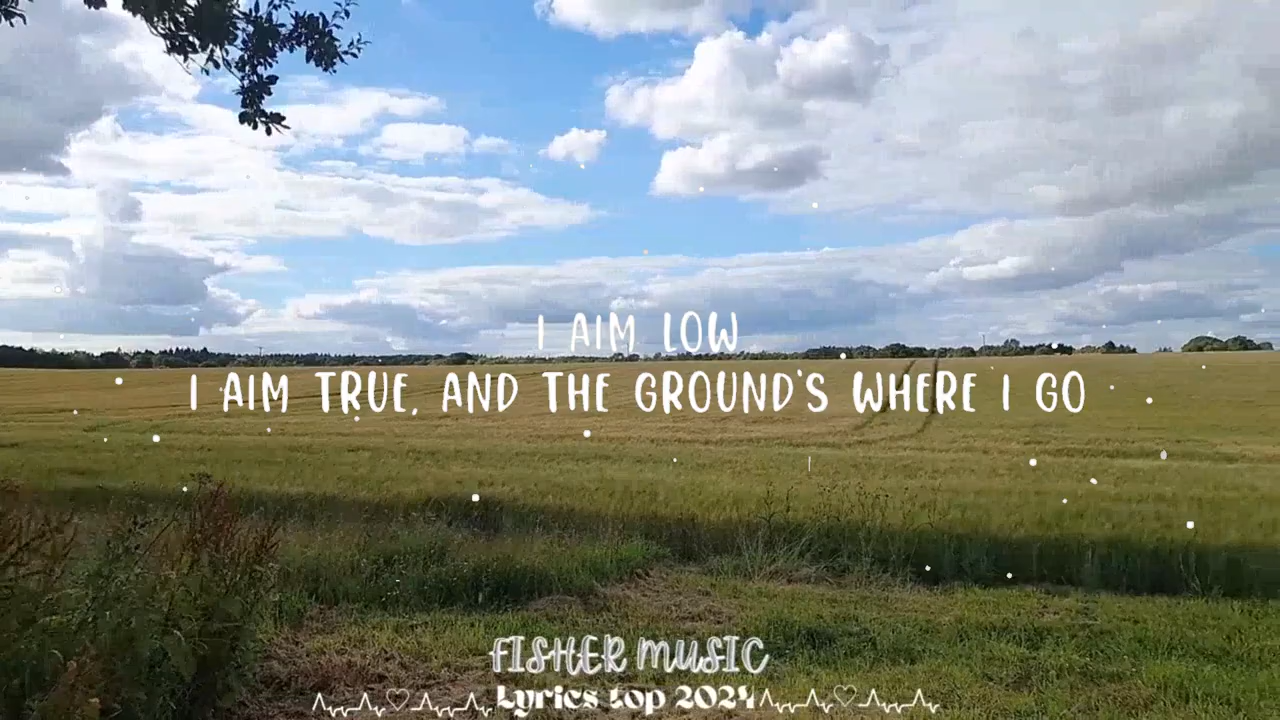 I AIM LOW
I AIM TRUE, AND THE GROUND'S WHERE I GO
FISHER MUSIC
Lyrics top 2024